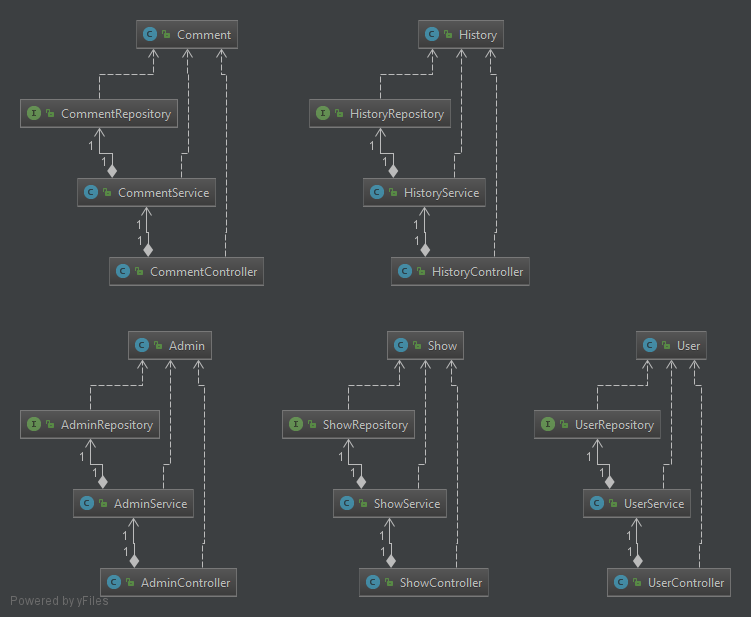 C Comment
C History
I CommentRepository
I HistoryRepository
1
1
1
1
C CommentService
C HistoryService
1
1
1
1
C CommentController
C HistoryController
C Admin
C Show
C User
I AdminRepository
I ShowRepository
I UserRepository
1
1
1
1
1
1
C AdminService
C ShowService
C UserService
1
1
1
1
1
1
C AdminController
C ShowController
C UserController
Powered by yFiles